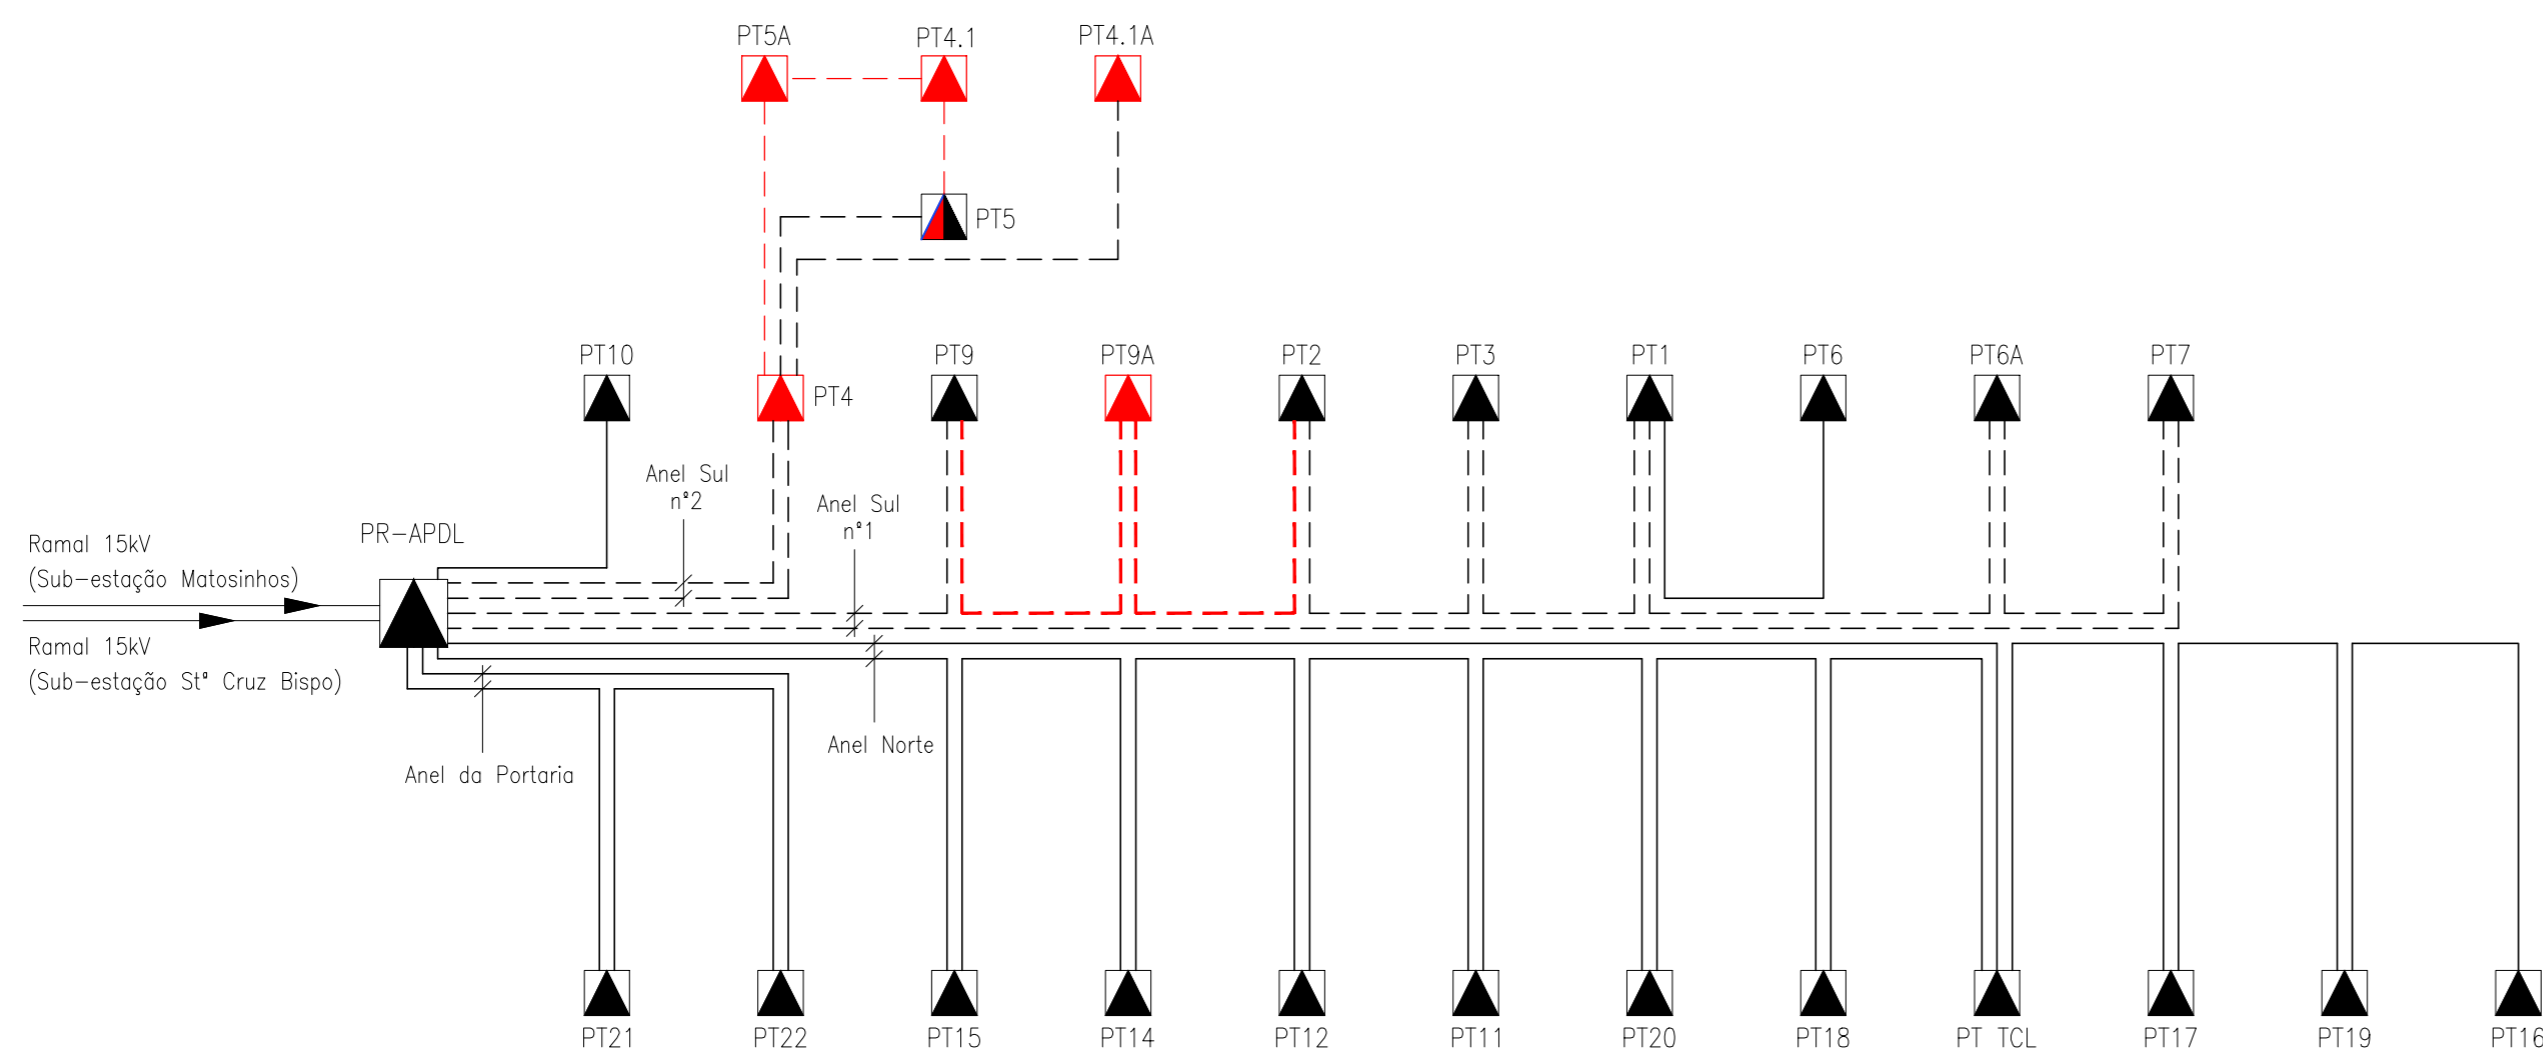 PT5A
PT4.1
PT4.1A
PT5
PT10
PT4
PT9
PT9A
PT2
PT3
PT1
PT6
PT6A
PT7
Anel Sul
nº2
Anel Sul
nº1
PR-APDL
Ramal 15kV
(Sub-estação Matosinhos)
Ramal 15kV
(Sub-estação Stª Cruz Bispo)
Anel Norte
Anel da Portaria
PT21
PT22
PT15
PT14
PT12
PT11
PT20
PT18
PT TCL
PT17
PT19
PT16